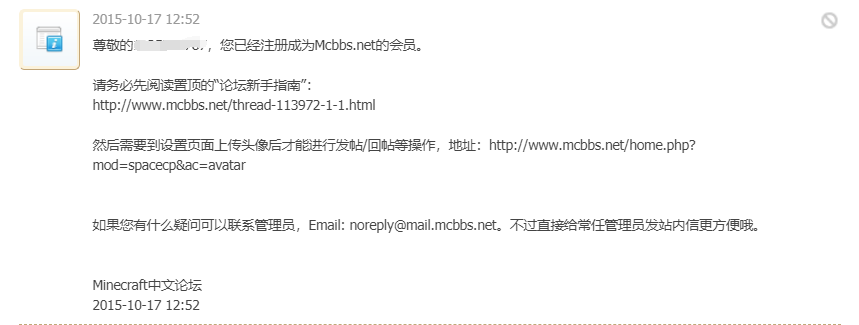 2015-10-17 12:52
尊敬的，您已经注册成为Mcbbs.net的会员。
请务必先阅读置顶的“论坛新手指南”：
http://www.mcbbs.net/thread-113972-1-1.html
然后需要到设置页面上传头像后才能进行发帖/回帖等操作，地址：http://www.mcbbs.net/home.php?
mod=spacecp&ac=avatar
如果您有什么疑问可以联系管理员，Email: noreply@mail.mcbbs.net。不过直接给常任管理员发站内信更方便哦。
Minecraft中文论坛
2015-10-17 12:52